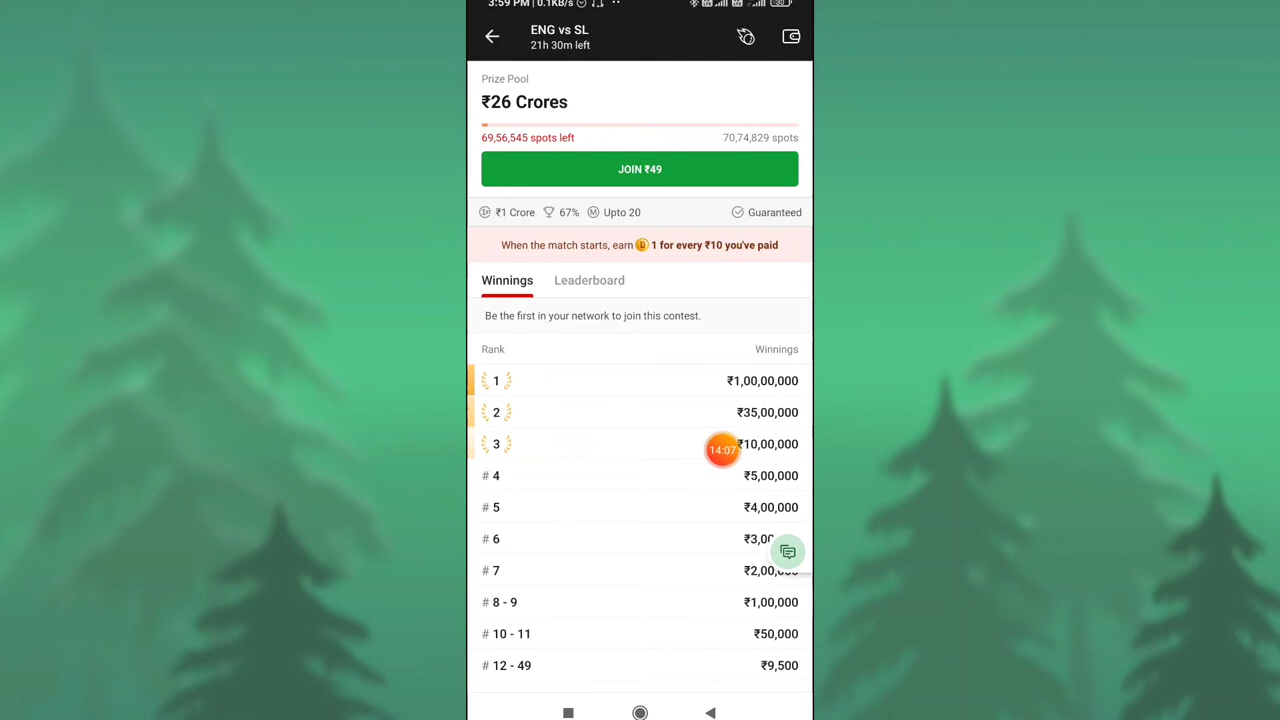 3:59 PM | 0.1KB/s
ENG vs SL
21h 30m left
Prize Pool
₹26 Crores
69,56,545 spots left 70,74,829 spots
JOIN ₹49
₹1 Crore 67% M Upto 20 Guaranteed
When the match starts, earn 1 for every ₹10 you've paid
Winnings Leaderboard
Be the first in your network to join this contest.
Rank Winnings
1 ₹1,00,00,000
2 ₹35,00,000
3 14:07 ₹10,00,000
# 4 ₹5,00,000
# 5 ₹4,00,000
# 6 ₹3,00
# 7 ₹2,00,000
# 8 - 9 ₹1,00,000
# 10 - 11 ₹50,000
# 12 - 49 ₹9,500